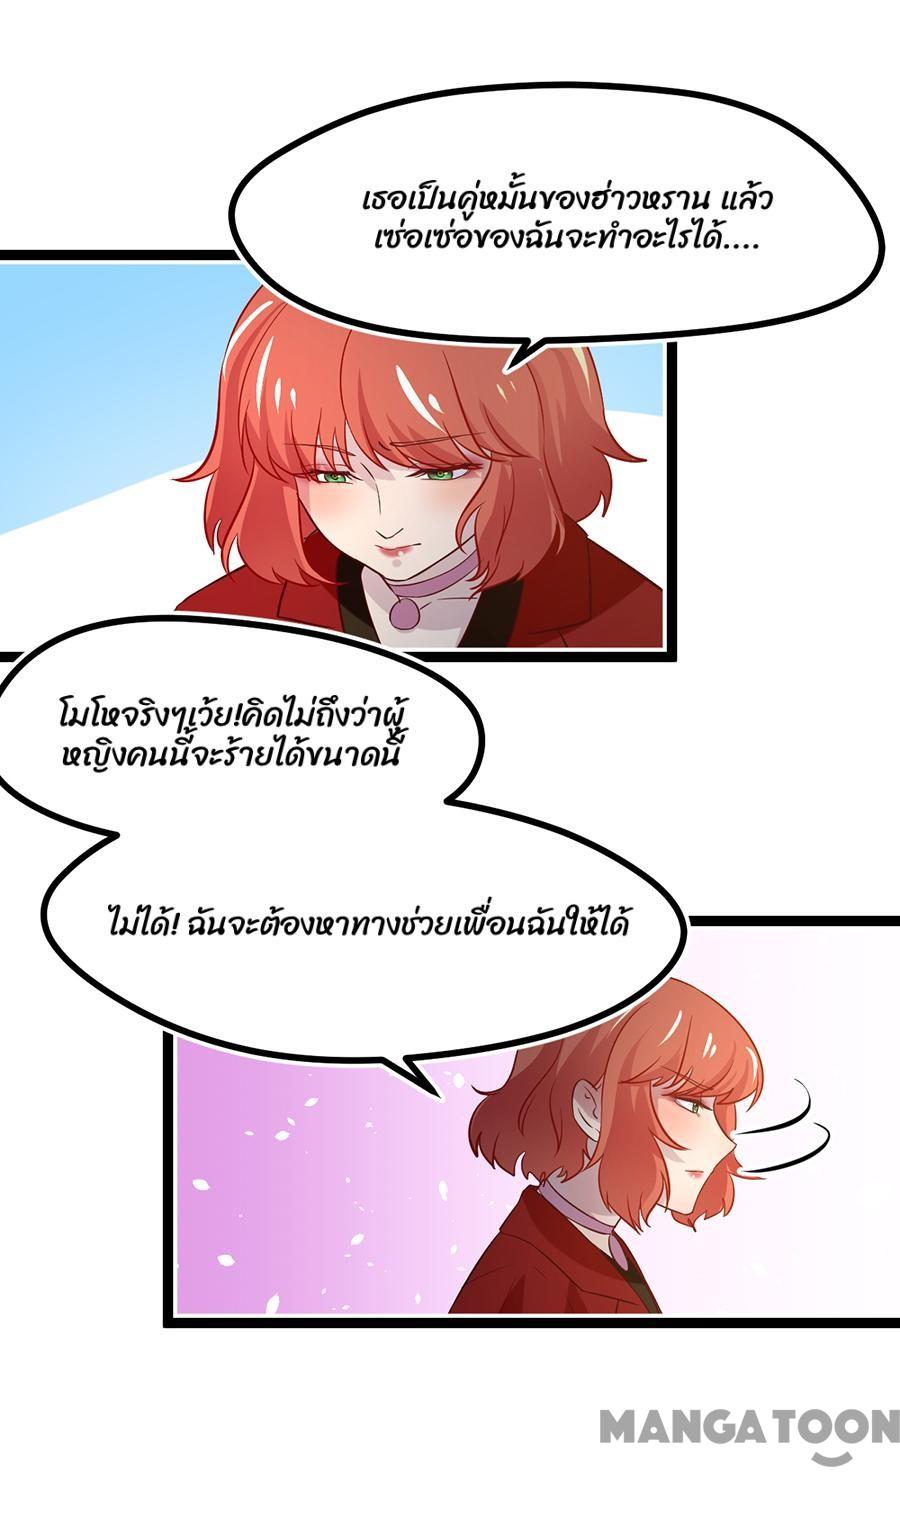 เธอเป็นคู่หมั้นของฮ่าวหราน แล้ว
เซ่อเซ่อของฉันจะทำอะไรได้....
โมโหจริงๆเว้ย!คิดไม่ถึงว่าผู้
หญิงคนนี้จะร้ายได้ขนาดนี้
ไม่ได้! ฉันจะต้องหาทางช่วยเพื่อนฉันให้ได้
MANGATOON